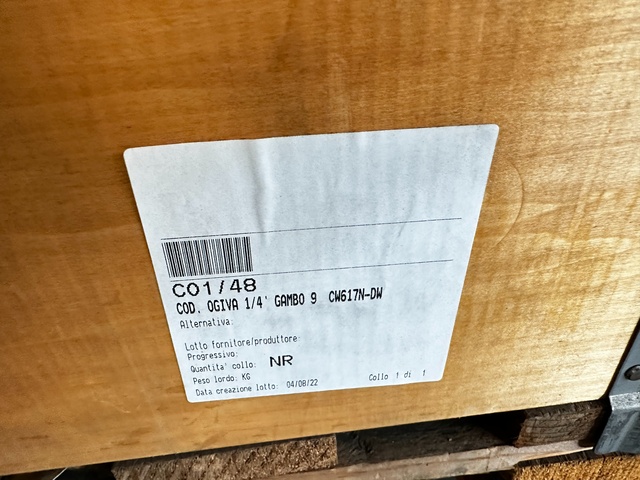 C01/48
COD. OGIVA 1/4' GAMBO 9 CW617N-DW
Alternativa:
Lotto fornitore/produttore:
Progressivo:
Quantita' collo: NR
Peso lordo: KG
Data creazione lotto: 04/08/22
Collo 1 di 1